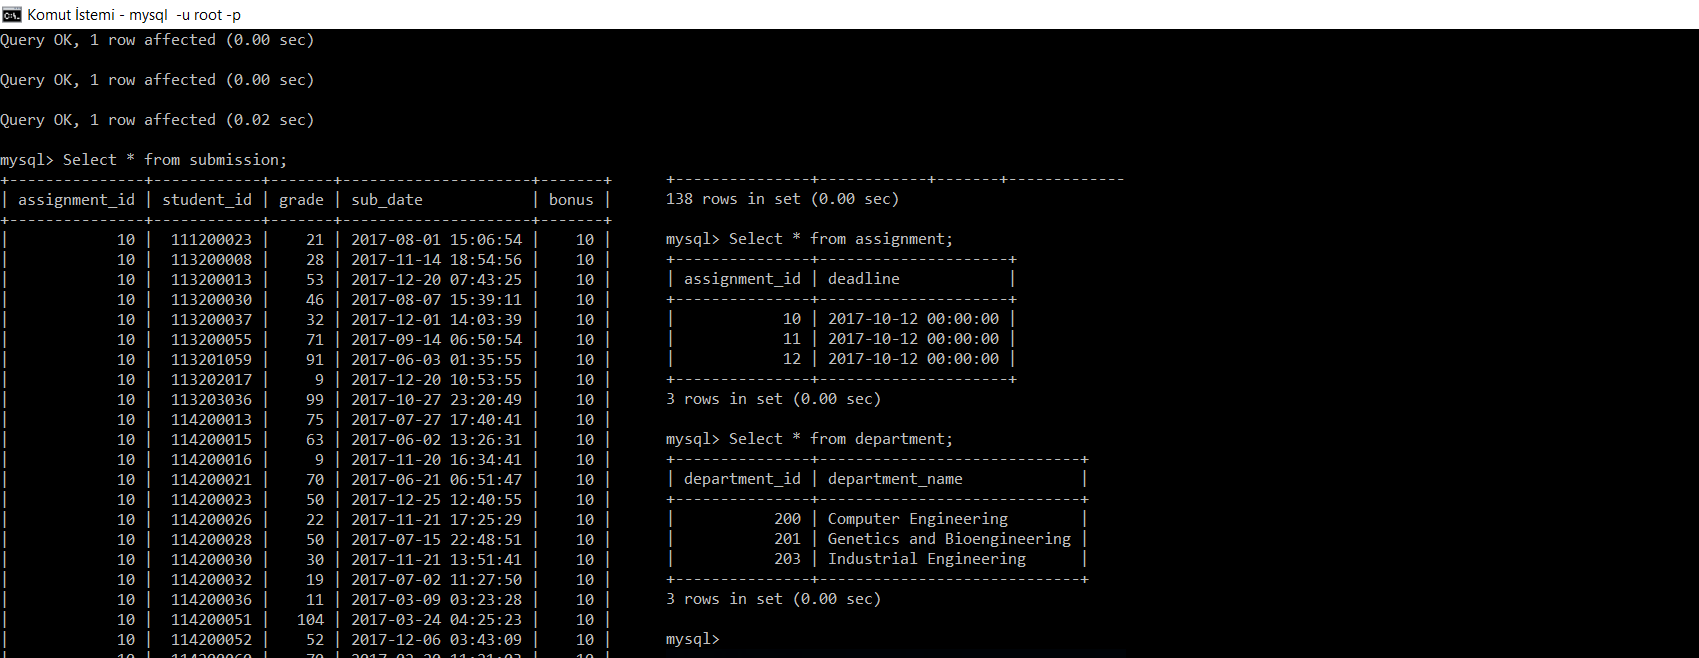 Komut İstemi - mysql  -u root -p
Query OK, 1 row affected (0.00 sec)
Query OK, 1 row affected (0.00 sec)
Query OK, 1 row affected (0.02 sec)
mysql> Select * from submission;
+---------------+------------+-------+---------------------+-------+
| assignment_id | student_id | grade | sub_date            | bonus |
+---------------+------------+-------+---------------------+-------+
|            10 |  111200023 |    21 | 2017-08-01 15:06:54 |    10 |
|            10 |  113200008 |    28 | 2017-11-14 18:54:56 |    10 |
|            10 |  113200013 |    53 | 2017-12-20 07:43:25 |    10 |
|            10 |  113200030 |    46 | 2017-08-07 15:39:11 |    10 |
|            10 |  113200037 |    32 | 2017-12-01 14:03:39 |    10 |
|            10 |  113200055 |    71 | 2017-09-14 06:50:54 |    10 |
|            10 |  113201059 |    91 | 2017-06-03 01:35:55 |    10 |
|            10 |  113202017 |     9 | 2017-12-20 10:53:55 |    10 |
|            10 |  113203036 |    99 | 2017-10-27 23:20:49 |    10 |
|            10 |  114200013 |    75 | 2017-07-27 17:40:41 |    10 |
|            10 |  114200015 |    63 | 2017-06-02 13:26:31 |    10 |
|            10 |  114200016 |     9 | 2017-11-20 16:34:41 |    10 |
|            10 |  114200021 |    70 | 2017-06-21 06:51:47 |    10 |
|            10 |  114200023 |    50 | 2017-12-25 12:40:55 |    10 |
|            10 |  114200026 |    22 | 2017-11-21 17:25:29 |    10 |
|            10 |  114200028 |    50 | 2017-07-15 22:48:51 |    10 |
|            10 |  114200030 |    30 | 2017-11-21 13:51:41 |    10 |
|            10 |  114200032 |    19 | 2017-07-02 11:27:50 |    10 |
|            10 |  114200036 |    11 | 2017-03-09 03:23:28 |    10 |
|            10 |  114200051 |   104 | 2017-03-24 04:25:23 |    10 |
|            10 |  114200052 |    52 | 2017-12-06 03:43:09 |    10 |
+---------------+------------+-------+-------------
138 rows in set (0.00 sec)
mysql> Select * from assignment;
+---------------+---------------------+
| assignment_id | deadline            |
+---------------+---------------------+
|            10 | 2017-10-12 00:00:00 |
|            11 | 2017-10-12 00:00:00 |
|            12 | 2017-10-12 00:00:00 |
+---------------+---------------------+
3 rows in set (0.00 sec)
mysql> Select * from department;
+---------------+-----------------------------+
| department_id | department_name             |
+---------------+-----------------------------+
|           200 | Computer Engineering        |
|           201 | Genetics and Bioengineering |
|           203 | Industrial Engineering      |
+---------------+-----------------------------+
3 rows in set (0.00 sec)
mysql>